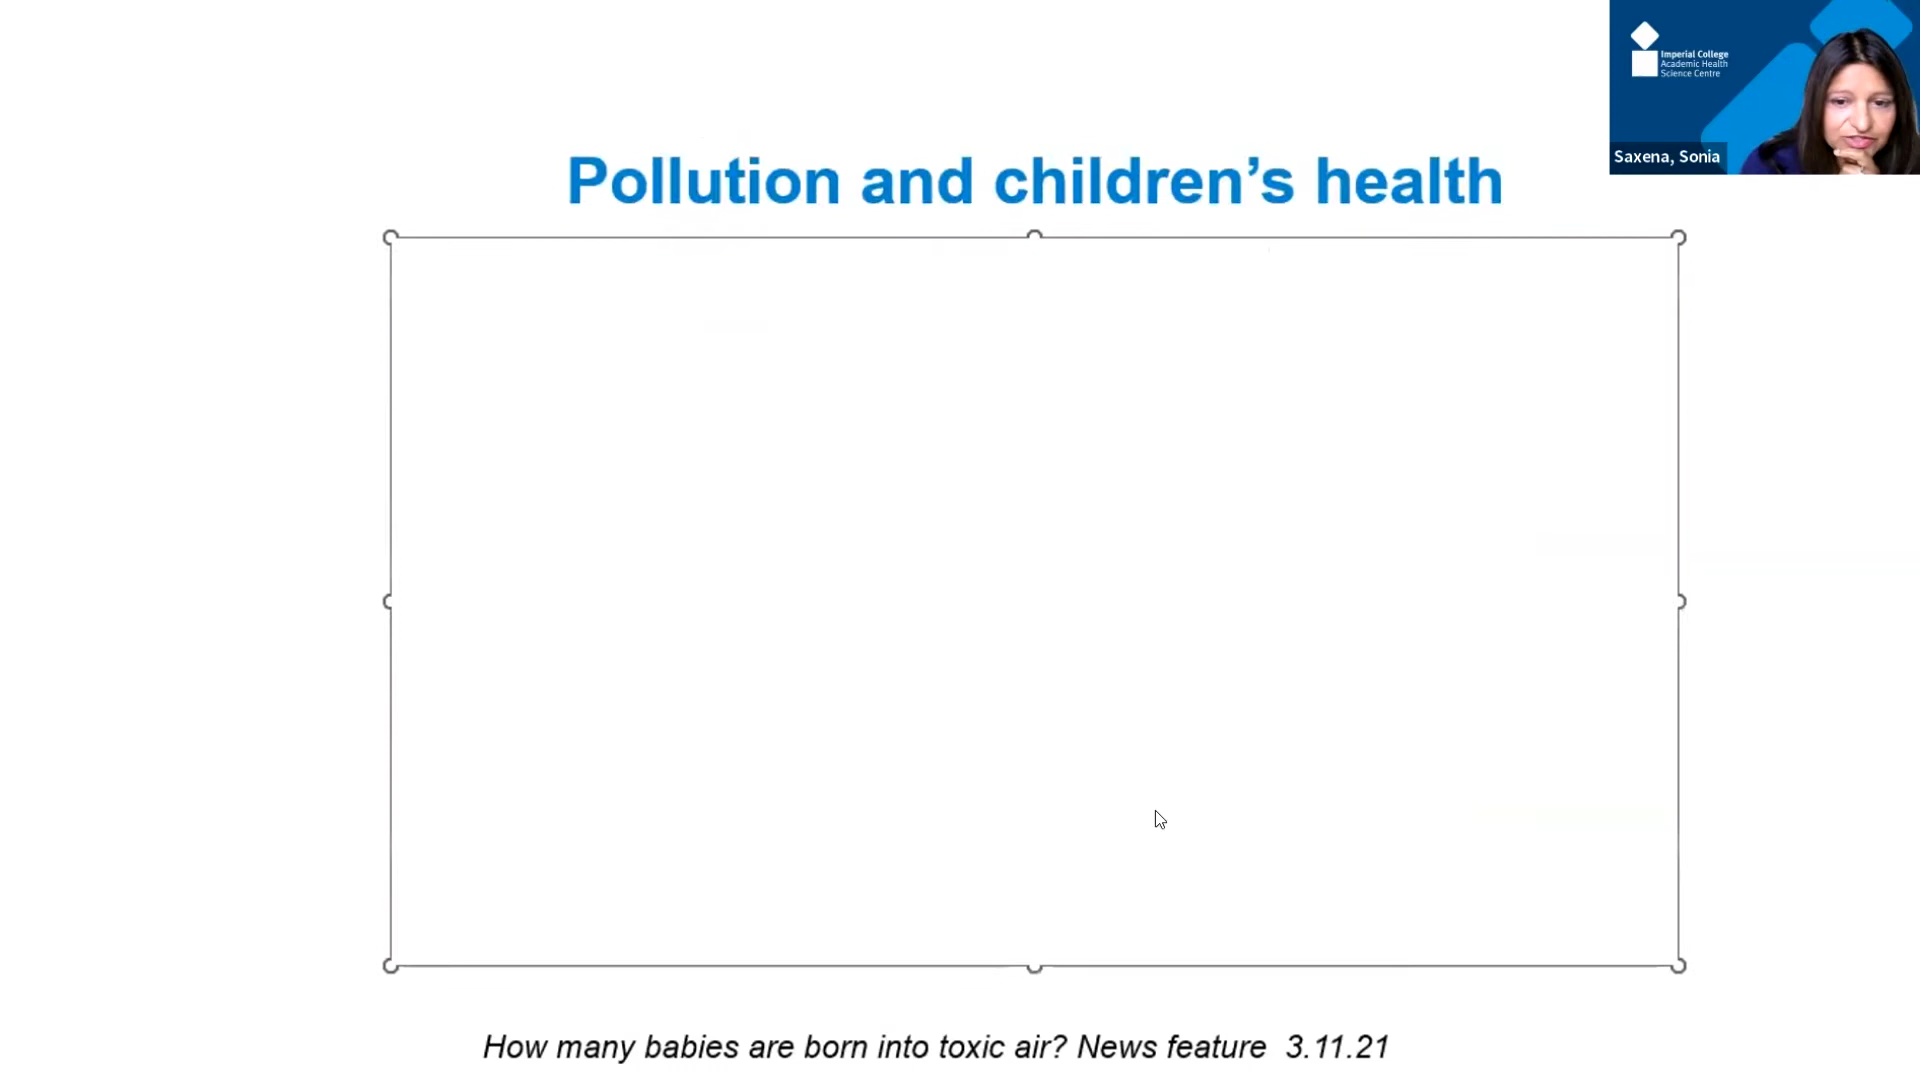 Imperial College
Academic Health
Science Centre
Saxena, Sonia
Pollution and children’s health
How many babies are born into toxic air? News feature 3.11.21